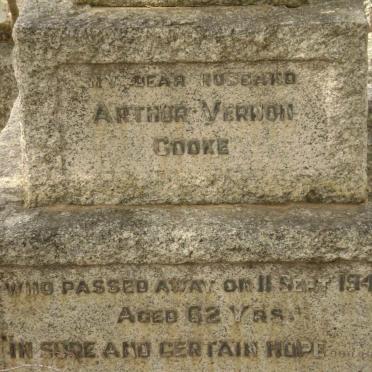 MY DEAR HUSBAND
ARTHUR VERNON
COOKE
WHO PASSED AWAY ON 11 SEPT 194
AGED 62 YRS.
IN SURE AND CERTAIN HOPE